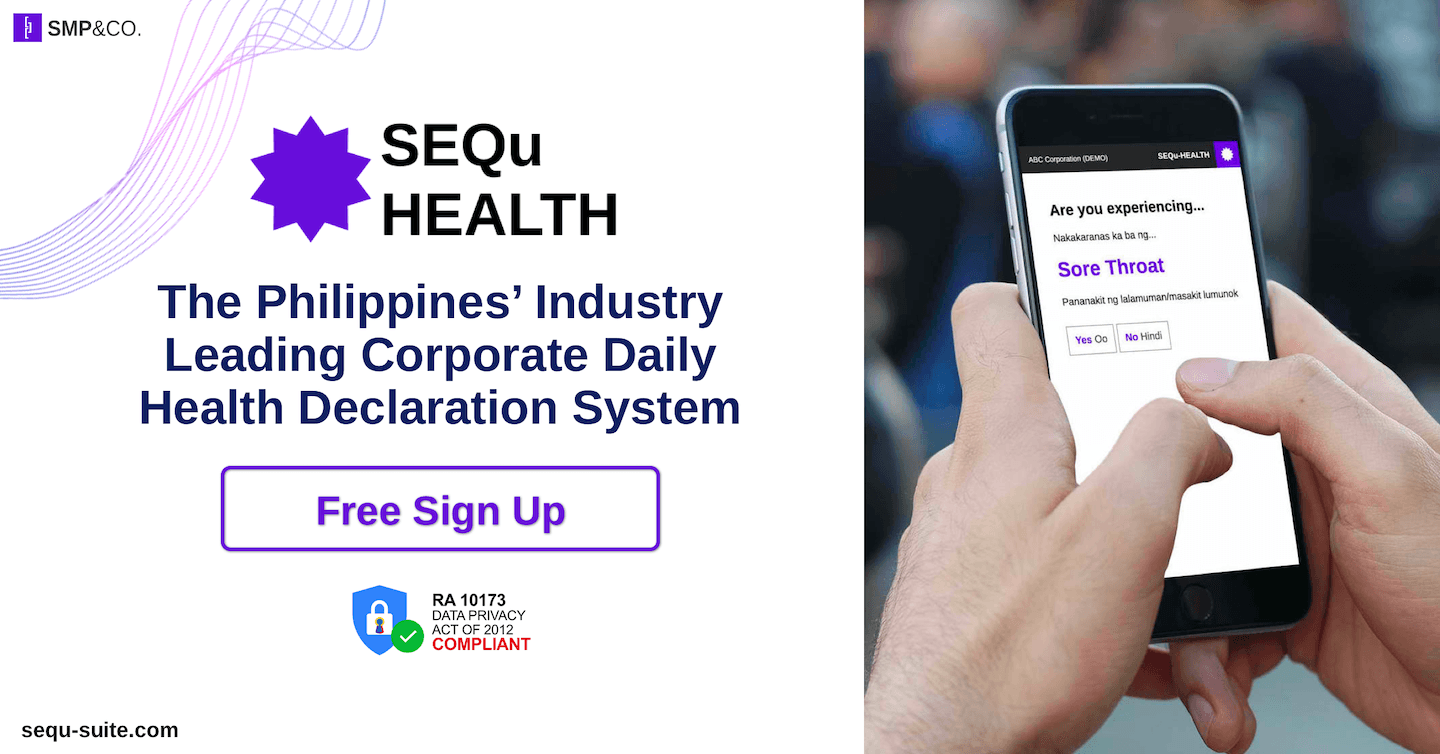 SMP&CO.
SEQu
HEALTH
The Philippines’ Industry
Leading Corporate Daily
Health Declaration System
Free Sign Up
RA 10173
DATA PRIVACY
ACT OF 2012
COMPLIANT
sequ-suite.com
ABC Corporation (DEMO) SEQu-HEALTH
Are you experiencing...
Nakakaranas ka ba ng...
Sore Throat
Pananakit ng lalamuman/masakit lumunok
Yes Oo No Hindi